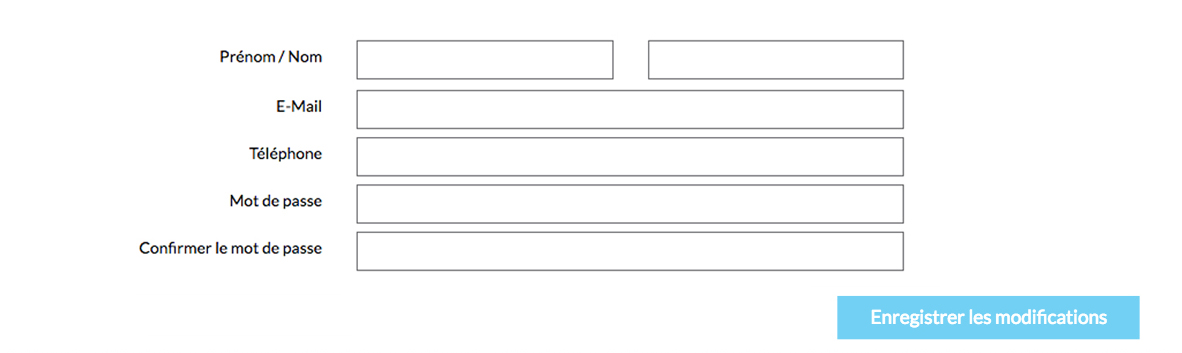 Prénom / Nom
E-Mail
Téléphone
Mot de passe
Confirmer le mot de passe
Enregistrer les modifications